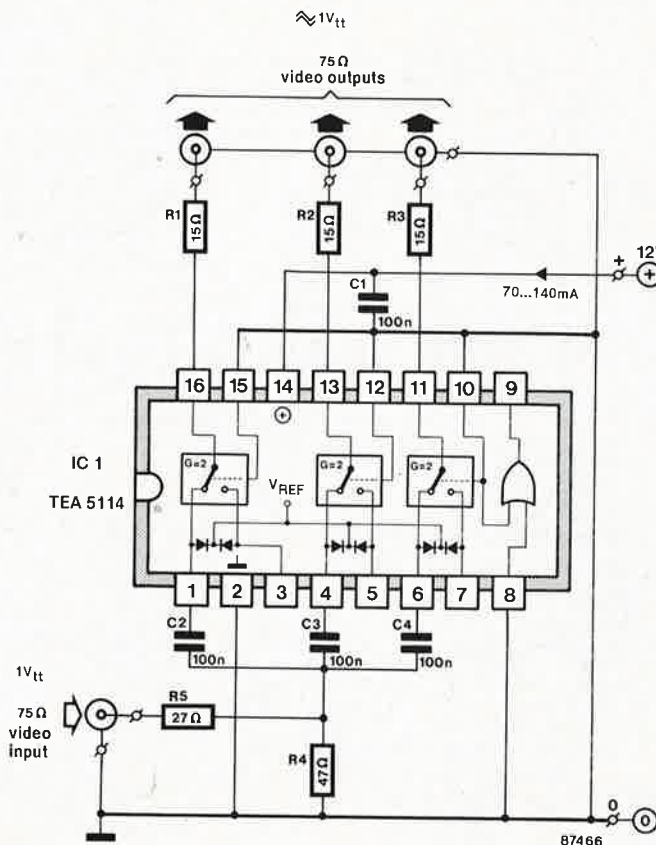 ≈ 1Vtt
75Ω
video outputs
R1
15Ω
R2
15Ω
R3
15Ω
+
12
+
70...140mA
C1
100n
16
15
14
13
12
11
10
9
+
IC 1
TEA 5114
G=2
G=2
G=2
VREF
1
2
3
4
5
6
7
8
C2
100n
C3
100n
C4
100n
1Vtt
75Ω
video
input
R5
27Ω
R4
47Ω
0
0
87466